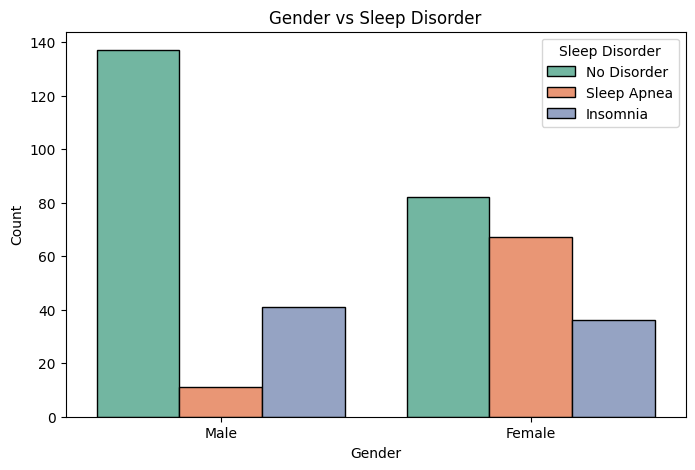 Gender vs Sleep Disorder
Sleep Disorder
No Disorder
Sleep Apnea
Insomnia
140
120
100
80
60
40
20
0
Count
Male Female
Gender